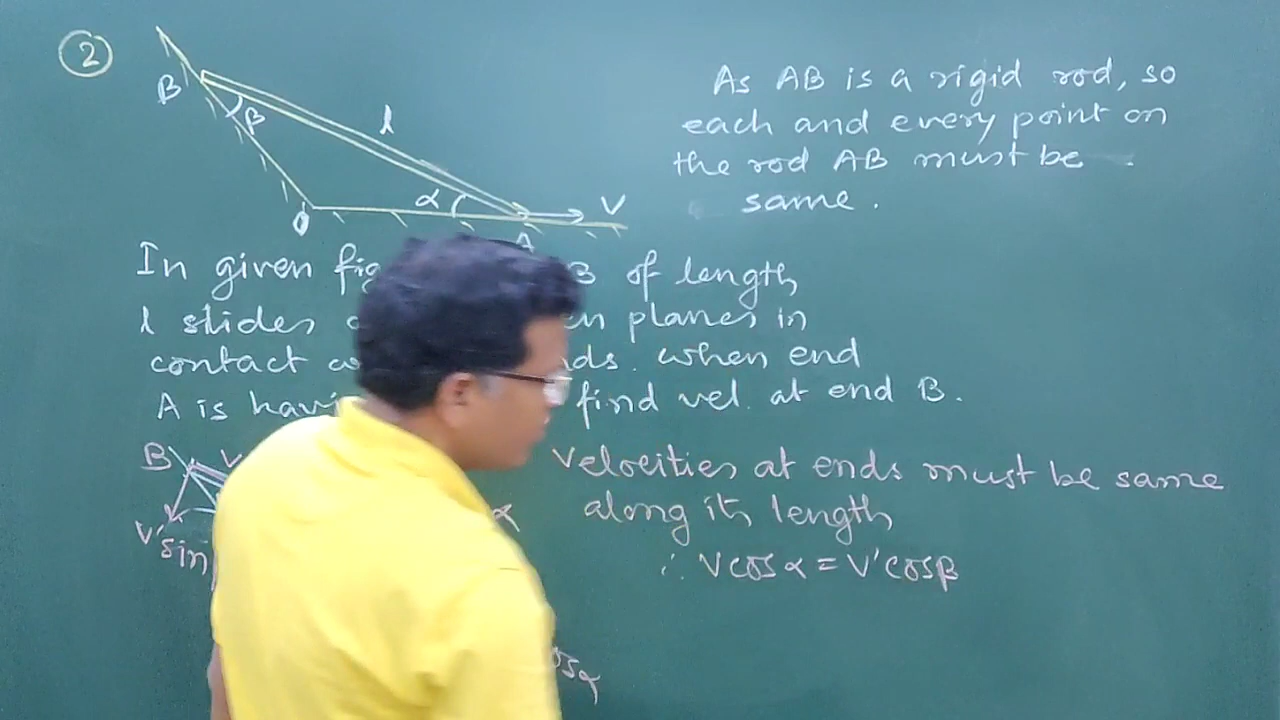 2
B
β
l
α
V
O
A
As AB is a rigid rod, so
each and every point on
the rod AB must be
same.
In given fig B of length
l slides planes in
contact when end
A is find vel. at end B.
B V
V'sin
α
Velocities at ends must be same
along its length
∴ Vcosα = V'cosβ